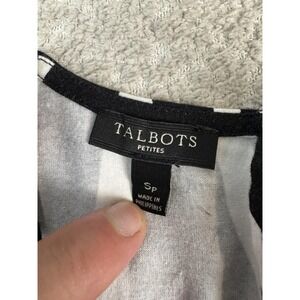 TALBOTS
PETITES
Sp
MADE IN
PHILIPPINES